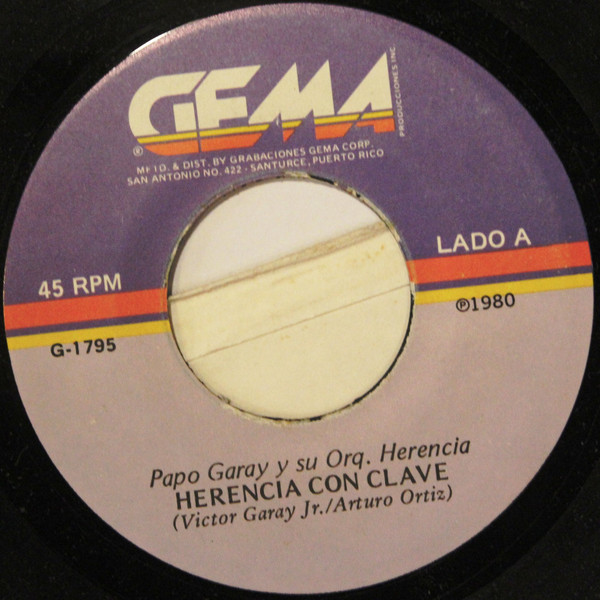 GEMA
PRODUCCIONES INC.
®
MFTD. & DIST. BY GRABACIONES GEMA CORP.
SAN ANTONIO NO. 422 - SANTURCE, PUERTO RICO
LADO A
45 RPM
℗1980
G-1795
Papo Garay y su Orq. Herencia
HERENCIA CON CLAVE
(Victor Garay Jr./Arturo Ortiz)